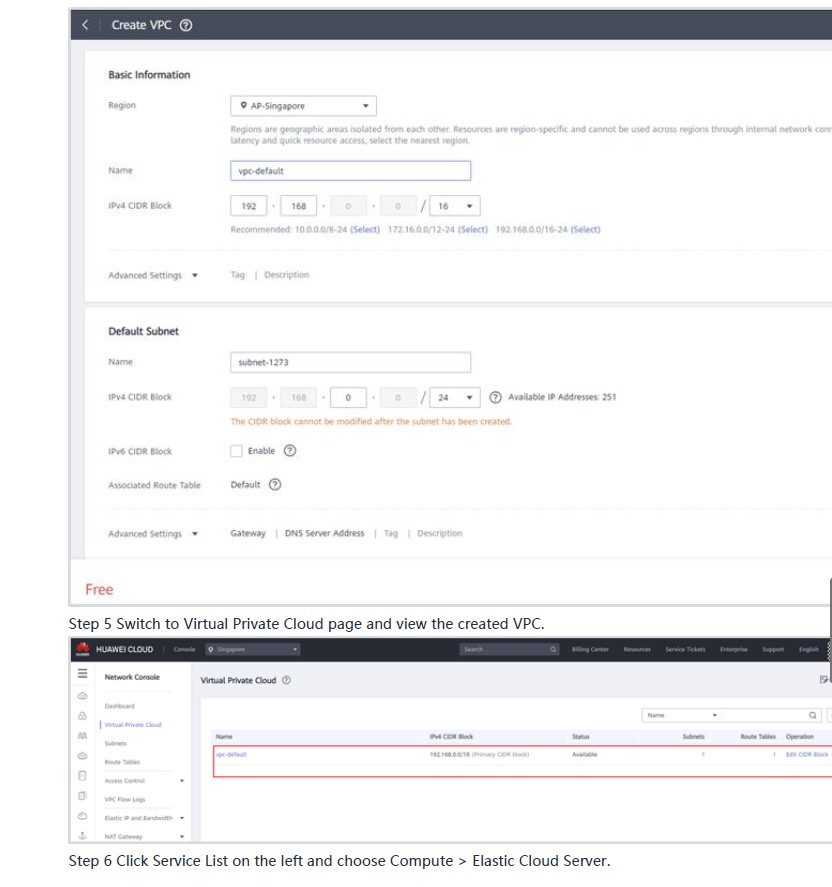 Create VPC ?
Basic Information
Region AP-Singapore
Regions are geographic areas isolated from each other. Resources are region-specific and cannot be used across regions through internal network
latency and quick resource access, select the nearest region.
Name vpc-default
IPv4 CIDR Block 192 · 168 · 0 · 0 / 16
Recommended: 10.0.0.0/8-24 (Select) 172.16.0.0/12-24 (Select) 192.168.0.0/16-24 (Select)
Advanced Settings Tag | Description
Default Subnet
Name subnet-1273
IPv4 CIDR Block 192 · 168 · 0 · 0 / 24 ? Available IP Addresses: 251
The CIDR block cannot be modified after the subnet has been created.
IPv6 CIDR Block Enable ?
Associated Route Table Default ?
Advanced Settings Gateway | DNS Server Address | Tag | Description
Free
Step 5 Switch to Virtual Private Cloud page and view the created VPC.
HUAWEI HUAWEI CLOUD | Console Singapore Search Billing Center Resources Service Tickets Enterprise Support English
Network Console
Virtual Private Cloud ?
Dashboard
Virtual Private Cloud
Name
Subnets
Name IPv4 CIDR Block Status Subnets Route Tables Operation
vpc-default 192.168.0.0/16 (Primary CIDR block) Available 1 1 Edit CIDR Block
Route Tables
Access Control
VPC Flow Logs
Elastic IP and Bandwidth
NAT Gateway
Step 6 Click Service List on the left and choose Compute > Elastic Cloud Server.